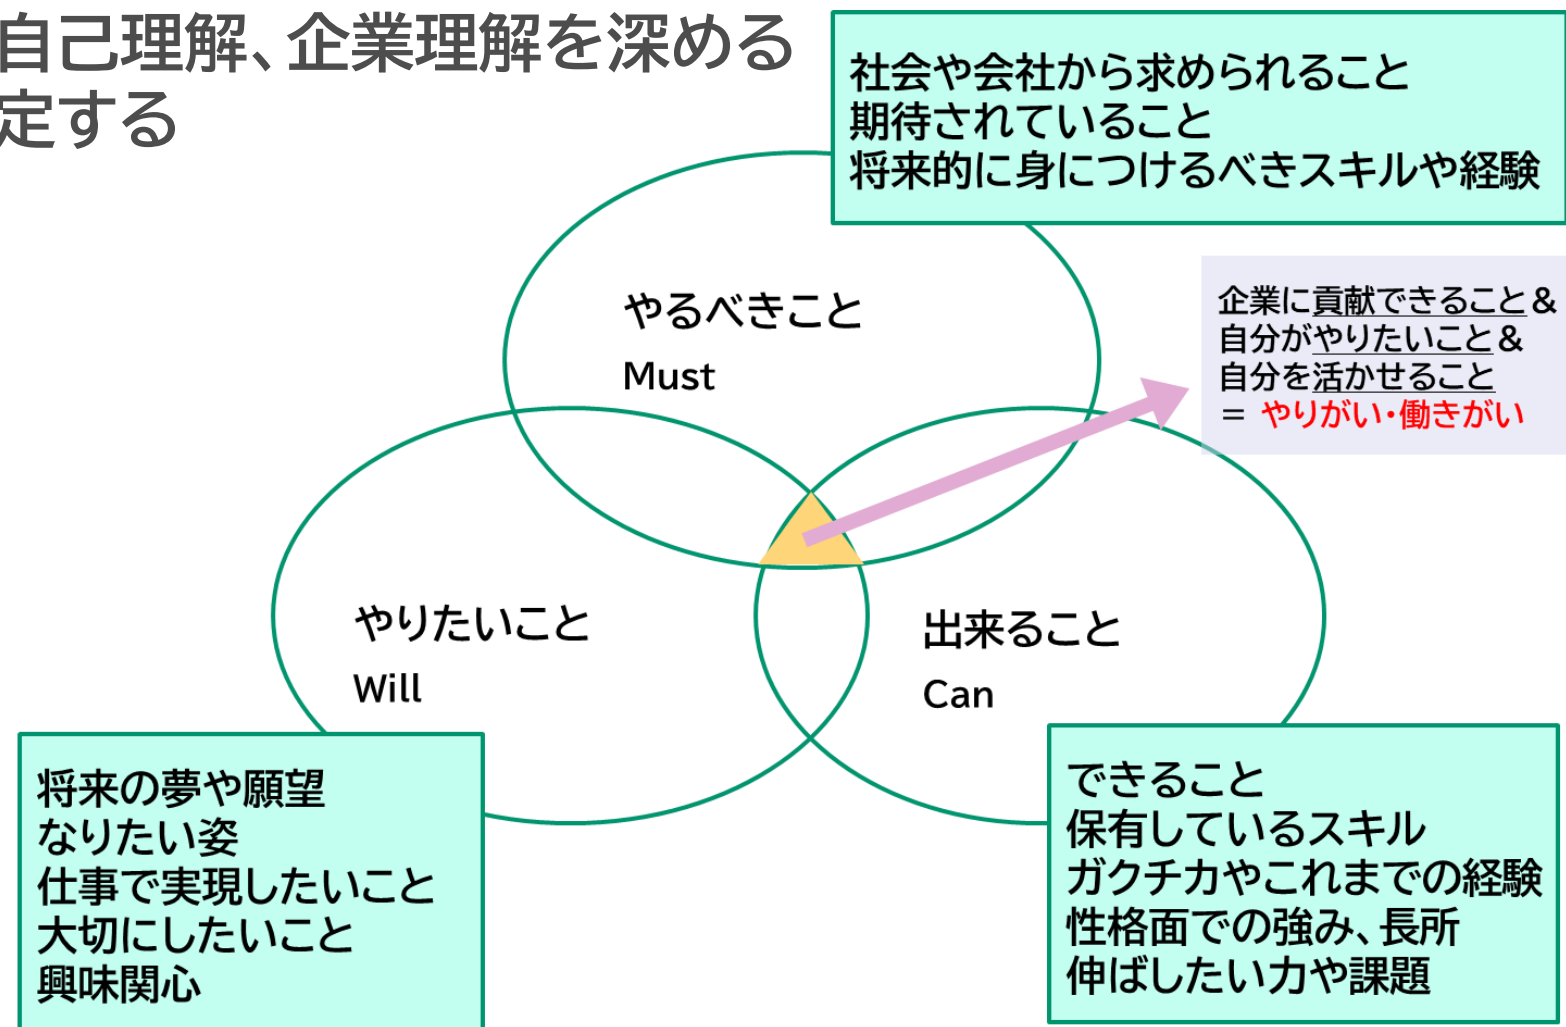 自己理解、企業理解を深める
定する
社会や会社から求められること
期待されていること
将来的に身につけるべきスキルや経験
やるべきこと
Must
企業に貢献できること&
自分がやりたいこと&
自分を活かせること
= やりがい・働きがい
やりたいこと
Will
出来ること
Can
将来の夢や願望
なりたい姿
仕事で実現したいこと
大切にしたいこと
興味関心
できること
保有しているスキル
ガクチカやこれまでの経験
性格面での強み、長所
伸ばしたい力や課題